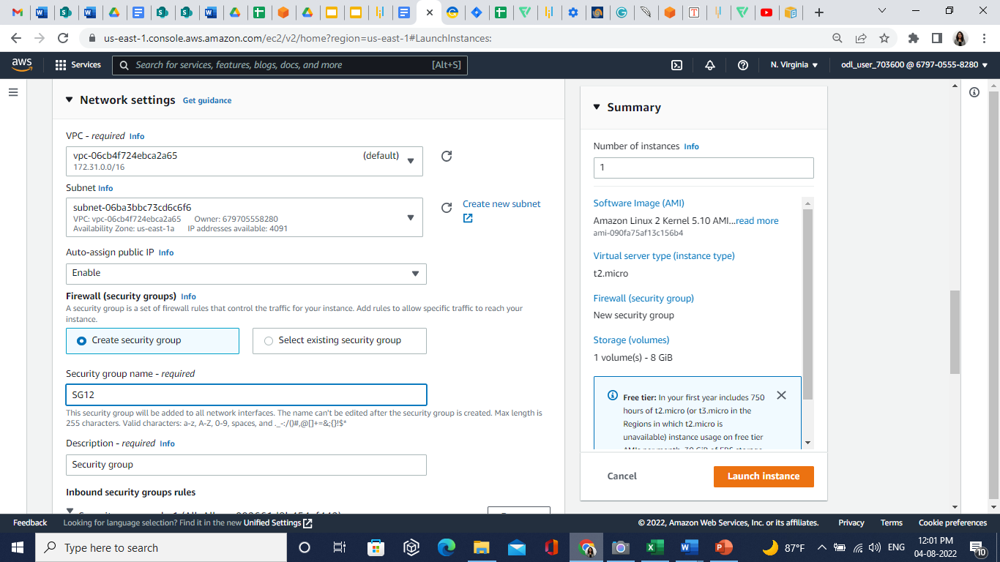 us-east-1.console.aws.amazon.com/ec2/v2/home?region=us-east-1#LaunchInstances:
aws
Services
Search for services, features, blogs, docs, and more
[Alt+S]
N. Virginia
odl_user_703600 @ 6797-0555-8280
Network settings
Get guidance
VPC - required Info
vpc-06cb4f724ebca2a65
(default)
172.31.0.0/16
Subnet Info
subnet-06ba3bbc73cd6c6f6
VPC: vpc-06cb4f724ebca2a65 Owner: 679705558280
Availability Zone: us-east-1a IP addresses available: 4091
Create new subnet
Auto-assign public IP Info
Enable
Firewall (security groups) Info
A security group is a set of firewall rules that control the traffic for your instance. Add rules to allow specific traffic to reach your
instance.
Create security group
Select existing security group
Security group name - required
SG12
This security group will be added to all network interfaces. The name can't be edited after the security group is created. Max length is
255 characters. Valid characters: a-z, A-Z, 0-9, spaces, and ._-:/()#,@[]+=&;{}!$*
Description - required Info
Security group
Inbound security groups rules
Summary
Number of instances Info
1
Software Image (AMI)
Amazon Linux 2 Kernel 5.10 AMI...read more
ami-090fa75af13c156b4
Virtual server type (instance type)
t2.micro
Firewall (security group)
New security group
Storage (volumes)
1 volume(s) - 8 GiB
Free tier: In your first year includes 750
hours of t2.micro (or t3.micro in the
Regions in which t2.micro is
unavailable) instance usage on free tier
Cancel
Launch instance
Feedback
Looking for language selection? Find it in the new Unified Settings
© 2022, Amazon Web Services, Inc. or its affiliates.
Privacy
Terms
Cookie preferences
Type here to search
87°F
ENG
12:01 PM
04-08-2022
10